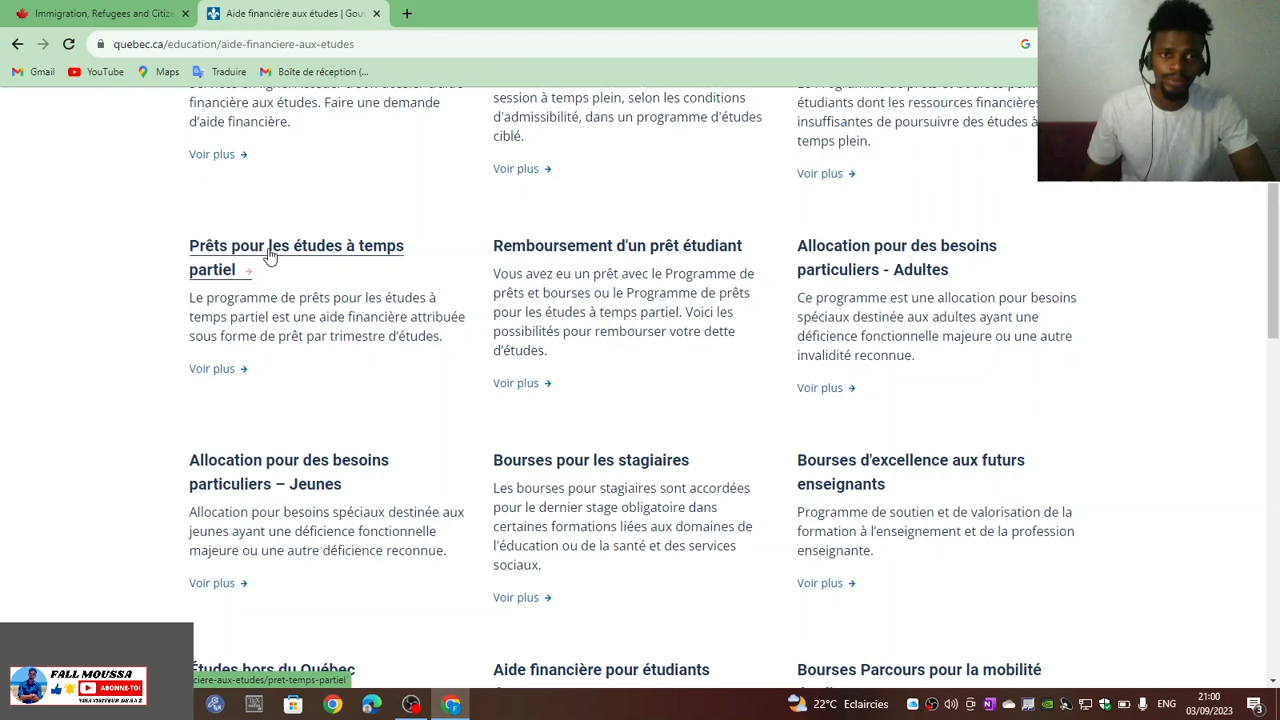 Immigration, Refugees and Citize
Aide financière aux études | Gou
quebec.ca/education/aide-financiere-aux-etudes
Gmail
YouTube
Maps
Traduire
Boîte de réception (...
financière aux études. Faire une demande
d'aide financière.
Voir plus →
session à temps plein, selon les conditions
d'admissibilité, dans un programme d'études
ciblé.
Voir plus →
étudiants dont les ressources financières
insuffisantes de poursuivre des études à
temps plein.
Voir plus →
Prêts pour les études à temps
partiel →
Le programme de prêts pour les études à
temps partiel est une aide financière attribuée
sous forme de prêt par trimestre d'études.
Voir plus →
Remboursement d'un prêt étudiant
Vous avez eu un prêt avec le Programme de
prêts et bourses ou le Programme de prêts
pour les études à temps partiel. Voici les
possibilités pour rembourser votre dette
d'études.
Voir plus →
Allocation pour des besoins
particuliers - Adultes
Ce programme est une allocation pour besoins
spéciaux destinée aux adultes ayant une
déficience fonctionnelle majeure ou une autre
invalidité reconnue.
Voir plus →
Allocation pour des besoins
particuliers – Jeunes
Allocation pour besoins spéciaux destinée aux
jeunes ayant une déficience fonctionnelle
majeure ou une autre déficience reconnue.
Voir plus →
Bourses pour les stagiaires
Les bourses pour stagiaires sont accordées
pour le dernier stage obligatoire dans
certaines formations liées aux domaines de
l'éducation ou de la santé et des services
sociaux.
Voir plus →
Bourses d'excellence aux futurs
enseignants
Programme de soutien et de valorisation de la
formation à l'enseignement et de la profession
enseignante.
Voir plus →
Études hors du Québec
Aide financière pour étudiants
Bourses Parcours pour la mobilité
ciere-aux-etudes/pret-temps-partiel
FALL MOUSSA
ABONNE-TOI
VISA VISITEUR DE A à Z
22°C Eclaircies
ENG
21:00
03/09/2023